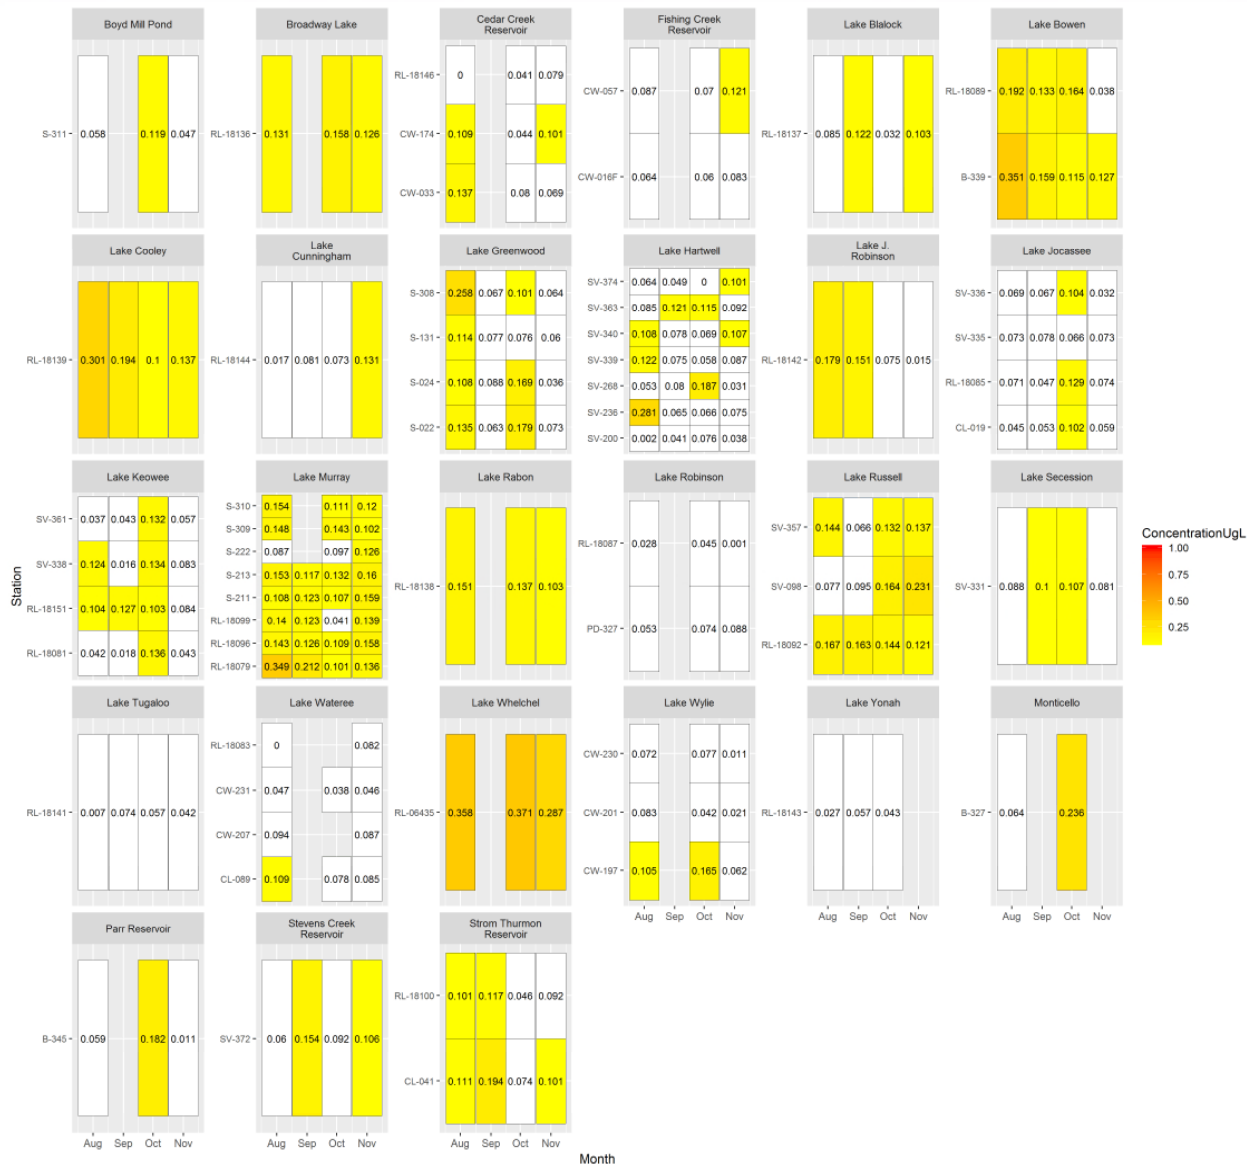 Boyd Mill Pond
S-311
0.058 0.119 0.047
Broadway Lake
RL-18136
0.131 0.158 0.126
Cedar Creek
Reservoir
RL-18146
0 0.041 0.079
CW-174
0.109 0.044 0.101
CW-033
0.137 0.08 0.069
Fishing Creek
Reservoir
CW-057
0.087 0.07 0.121
CW-016F
0.064 0.06 0.083
Lake Blalock
RL-18137
0.085 0.122 0.032 0.103
Lake Bowen
RL-18089
0.192 0.133 0.164 0.038
B-339
0.351 0.159 0.115 0.127
Lake Cooley
RL-18139
0.301 0.194 0.1 0.137
Lake
Cunningham
RL-18144
0.017 0.081 0.073 0.131
Lake Greenwood
S-308
0.258 0.067 0.101 0.064
S-131
0.114 0.077 0.076 0.06
S-024
0.108 0.088 0.169 0.036
S-022
0.135 0.063 0.179 0.073
Lake Hartwell
SV-374
0.064 0.049 0 0.101
SV-363
0.085 0.121 0.115 0.092
SV-340
0.108 0.078 0.069 0.107
SV-339
0.122 0.075 0.058 0.087
SV-268
0.053 0.08 0.187 0.031
SV-236
0.281 0.065 0.066 0.075
SV-200
0.002 0.041 0.076 0.038
Lake J.
Robinson
RL-18142
0.179 0.151 0.075 0.015
Lake Jocassee
SV-336
0.069 0.067 0.104 0.032
SV-335
0.073 0.078 0.066 0.073
RL-18085
0.071 0.047 0.129 0.074
CL-019
0.045 0.053 0.102 0.059
Lake Keowee
SV-361
0.037 0.043 0.132 0.057
SV-338
0.124 0.016 0.134 0.083
RL-18151
0.104 0.127 0.103 0.084
RL-18081
0.042 0.018 0.136 0.043
Lake Murray
S-310
0.154 0.111 0.12
S-309
0.148 0.143 0.102
S-222
0.087 0.097 0.126
S-213
0.153 0.117 0.132 0.16
S-211
0.108 0.123 0.107 0.159
RL-18099
0.14 0.123 0.041 0.139
RL-18096
0.143 0.126 0.109 0.158
RL-18079
0.349 0.212 0.101 0.136
Lake Rabon
RL-18138
0.151 0.137 0.103
Lake Robinson
RL-18087
0.028 0.045 0.001
PD-327
0.053 0.074 0.088
Lake Russell
SV-357
0.144 0.066 0.132 0.137
SV-098
0.077 0.095 0.164 0.231
RL-18092
0.167 0.163 0.144 0.121
Lake Secession
SV-331
0.088 0.1 0.107 0.081
Lake Tugaloo
RL-18141
0.007 0.074 0.057 0.042
Lake Wateree
RL-18083
0 0.082
CW-231
0.047 0.038 0.046
CW-207
0.094 0.087
CL-089
0.109 0.078 0.085
Lake Whelchel
RL-06435
0.358 0.371 0.287
Lake Wylie
CW-230
0.072 0.077 0.011
CW-201
0.083 0.042 0.021
CW-197
0.105 0.165 0.062
Aug Sep Oct Nov
Lake Yonah
RL-18143
0.027 0.057 0.043
Aug Sep Oct Nov
Monticello
B-327
0.064 0.236
Aug Sep Oct Nov
Parr Reservoir
B-345
0.059 0.182 0.011
Aug Sep Oct Nov
Stevens Creek
Reservoir
SV-372
0.06 0.154 0.092 0.106
Aug Sep Oct Nov
Strom Thurmon
Reservoir
RL-18100
0.101 0.117 0.046 0.092
CL-041
0.111 0.194 0.074 0.101
Aug Sep Oct Nov
Station
Month
ConcentrationUgL
1.00
0.75
0.50
0.25